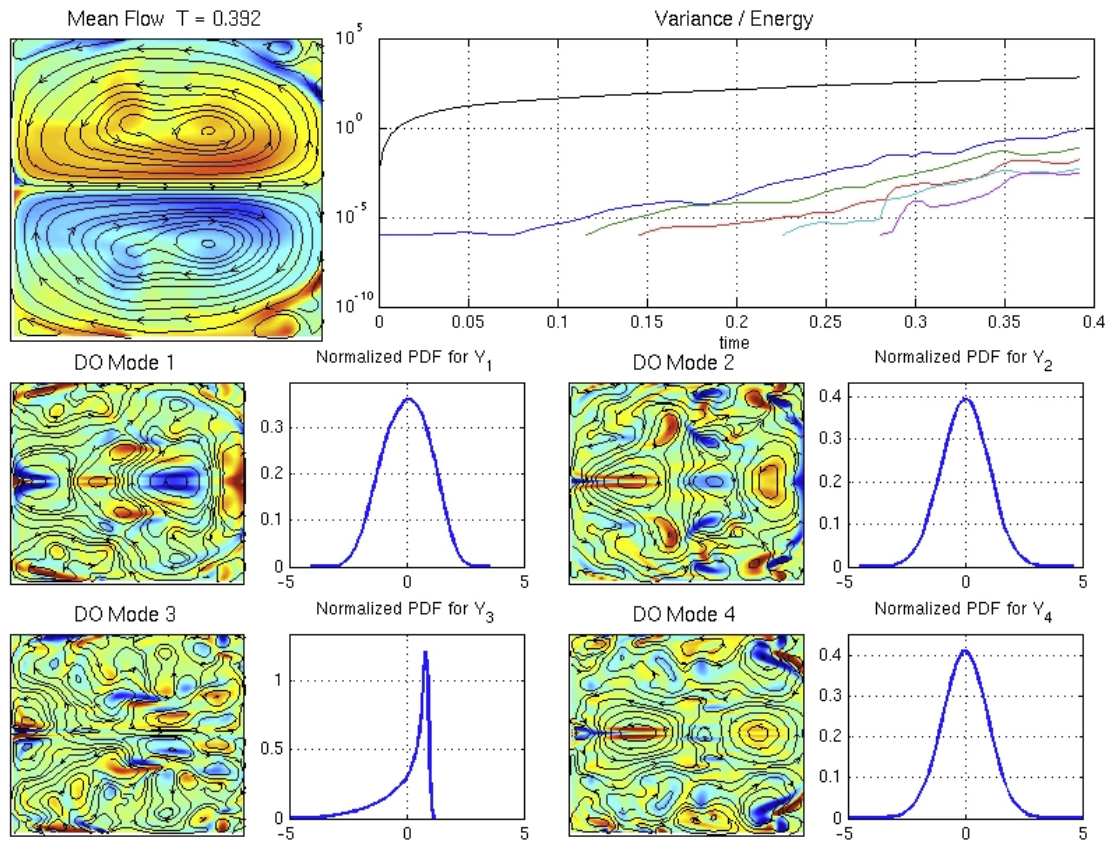 Mean Flow T = 0.392
Variance / Energy
10^5
10^0
10^-5
10^-10
0 0.05 0.1 0.15 0.2 0.25 0.3 0.35 0.4
time
DO Mode 1
Normalized PDF for Y_1
0.3
0.2
0.1
0
-5 0 5
DO Mode 2
Normalized PDF for Y_2
0.4
0.3
0.2
0.1
0
-5 0 5
DO Mode 3
Normalized PDF for Y_3
1
0.5
0
-5 0 5
DO Mode 4
Normalized PDF for Y_4
0.4
0.3
0.2
0.1
0
-5 0 5